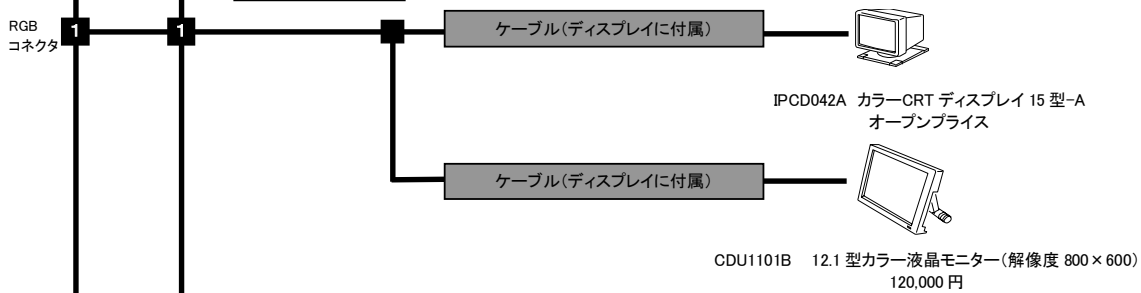 RGB
コネクタ
1
1
ケーブル(ディスプレイに付属)
IPCD042A カラーCRT ディスプレイ 15 型-A
オープンプライス
ケーブル(ディスプレイに付属)
CDU1101B 12.1 型カラー液晶モニター(解像度 800×600)
120,000 円